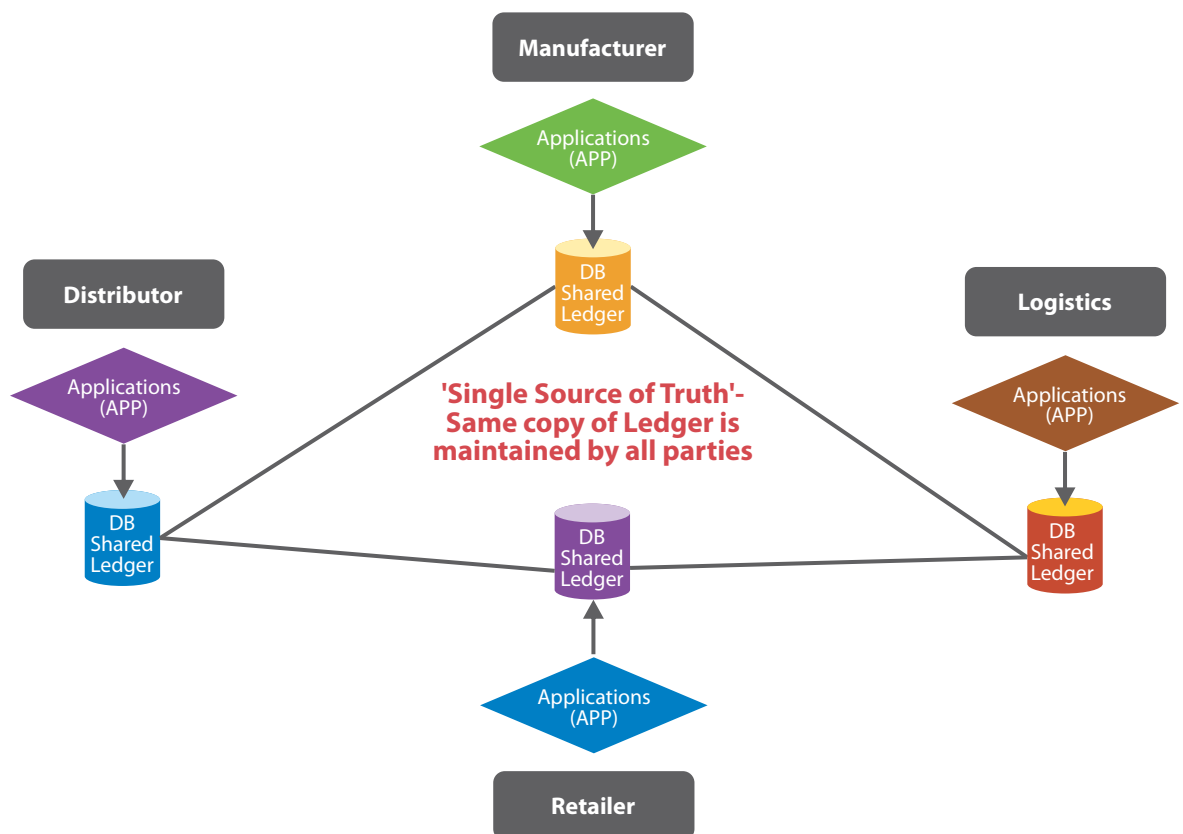 Manufacturer
Applications
(APP)
DB
Shared
Ledger
Distributor
Applications
(APP)
DB
Shared
Ledger
'Single Source of Truth'-
Same copy of Ledger is
maintained by all parties
Logistics
Applications
(APP)
DB
Shared
Ledger
DB
Shared
Ledger
Applications
(APP)
Retailer